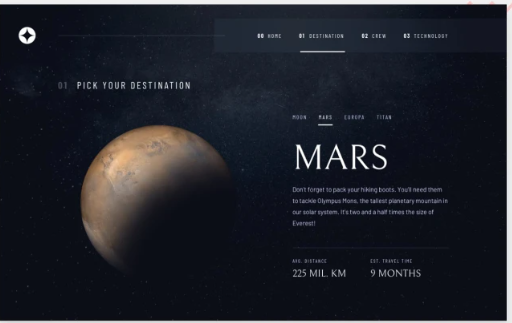 00 HOME 01 DESTINATION 02 CREW 03 TECHNOLOGY
01 PICK YOUR DESTINATION
MOON MARS EUROPA TITAN
MARS
Don't forget to pack your hiking boots. You'll need them
to tackle Olympus Mons, the tallest planetary mountain in
our solar system. It's two and a half times the size of
Everest!
AVG. DISTANCE EST. TRAVEL TIME
225 MIL. KM 9 MONTHS